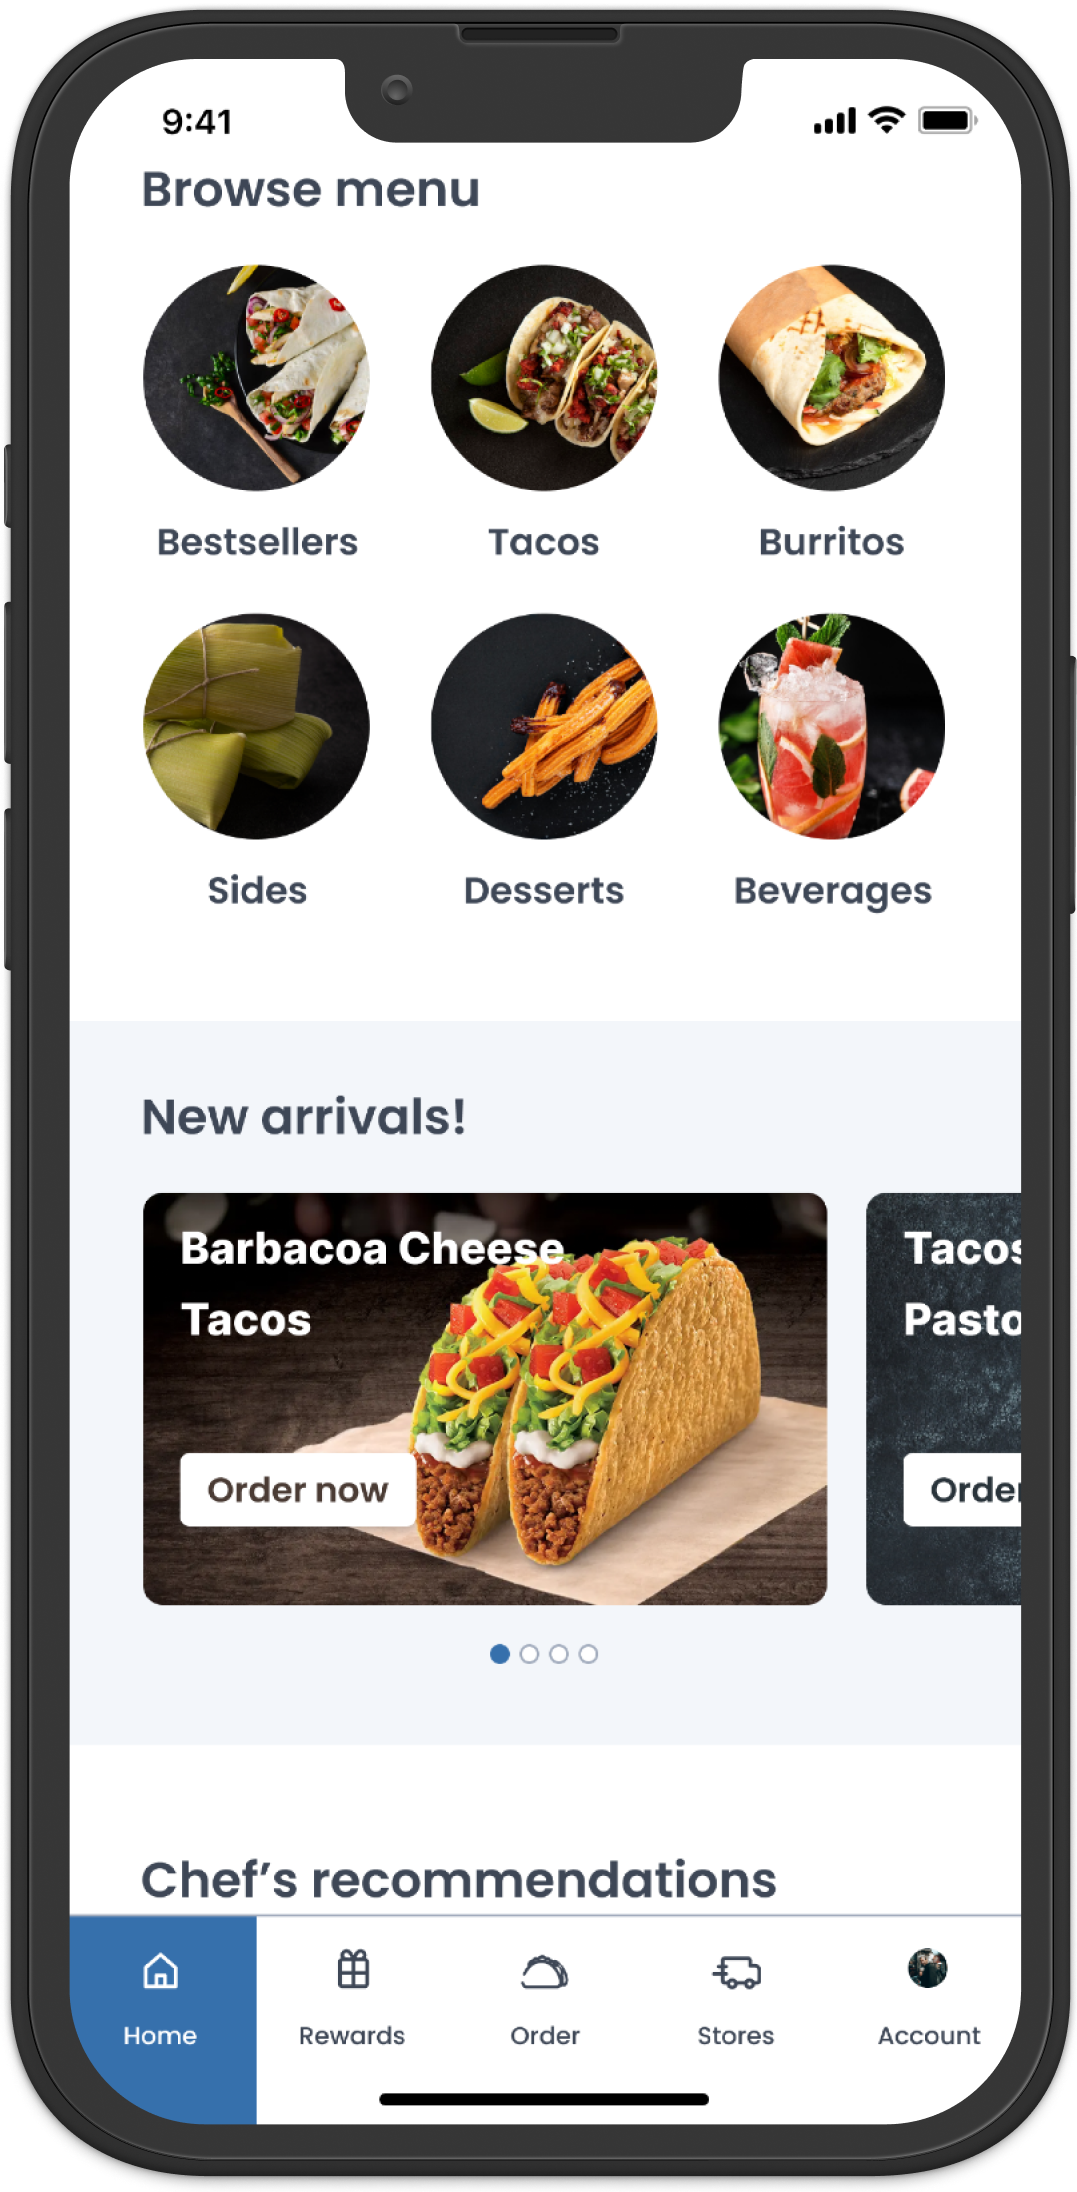 9:41
Browse menu
Bestsellers
Tacos
Burritos
Sides
Desserts
Beverages
New arrivals!
Barbacoa Cheese
Tacos
Order now
Tacos
Pasto
Order
Chef's recommendations
Home
Rewards
Order
Stores
Account